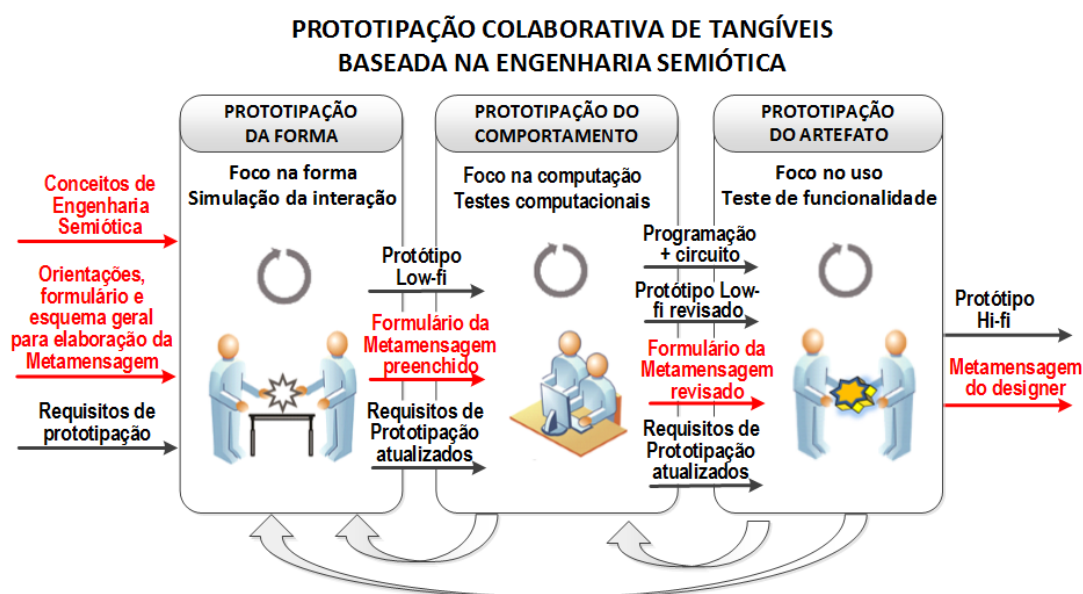 PROTOTIPAÇÃO COLABORATIVA DE TANGÍVEIS
BASEADA NA ENGENHARIA SEMIÓTICA
PROTOTIPAÇÃO
DA FORMA
Foco na forma
Simulação da interação
Conceitos de
Engenharia
Semiótica
Orientações,
formulário e
esquema geral
para elaboração da
Metamensagem
Requisitos de
prototipação
PROTOTIPAÇÃO DO
COMPORTAMENTO
Foco na computação
Testes computacionais
Protótipo
Low-fi
Formulário da
Metamensagem
preenchido
Requisitos de
Prototipação
atualizados
PROTOTIPAÇÃO
DO ARTEFATO
Foco no uso
Teste de funcionalidade
Programação
+ circuito
Protótipo Low-
fi revisado
Formulário da
Metamensagem
revisado
Requisitos de
Prototipação
atualizados
Protótipo
Hi-fi
Metamensagem
do designer